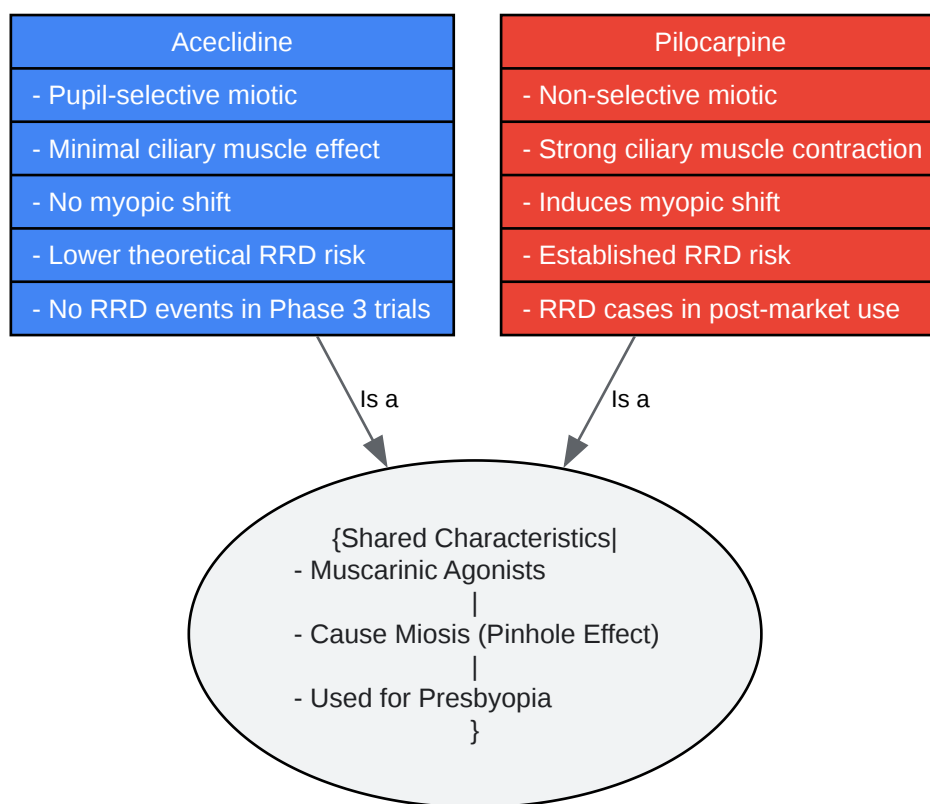 Aceclidine
- Pupil-selective miotic
- Minimal ciliary muscle effect
- No myopic shift
- Lower theoretical RRD risk
- No RRD events in Phase 3 trials
Pilocarpine
- Non-selective miotic
- Strong ciliary muscle contraction
- Induces myopic shift
- Established RRD risk
- RRD cases in post-market use
Is a
Is a
{Shared Characteristics|
- Muscarinic Agonists
|
- Cause Miosis (Pinhole Effect)
|
- Used for Presbyopia
}